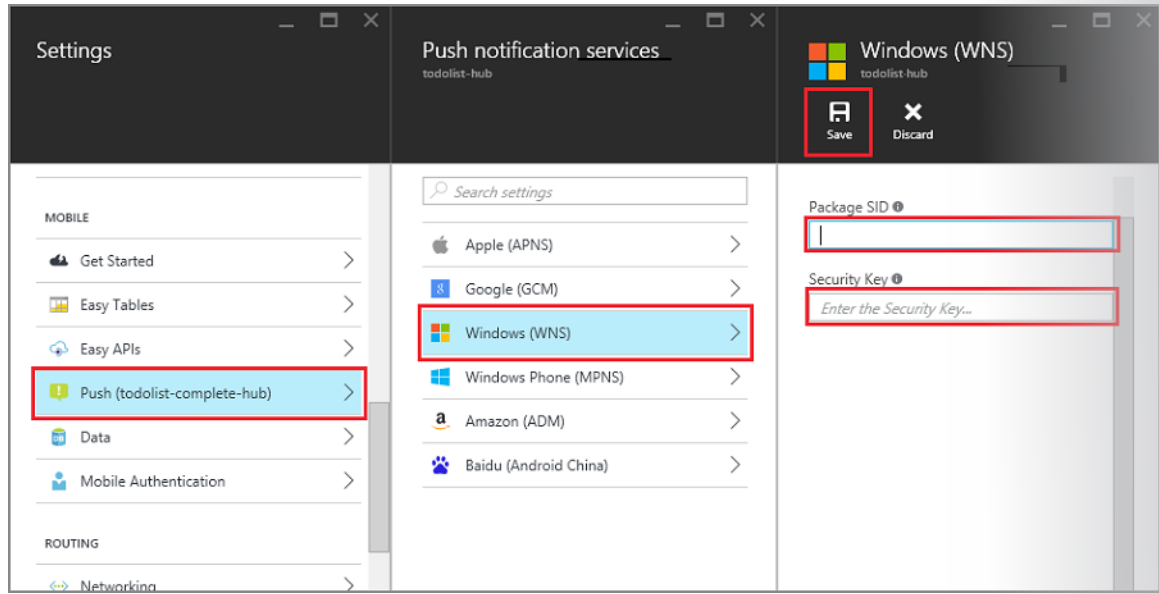 Settings
MOBILE
Get Started
Easy Tables
Easy APIs
Push (todolist-complete-hub)
Data
Mobile Authentication
ROUTING
Networking
Push notification services
todolist-hub
Search settings
Apple (APNS)
Google (GCM)
Windows (WNS)
Windows Phone (MPNS)
Amazon (ADM)
Baidu (Android China)
Windows (WNS)
todolist-hub
Save
Discard
Package SID
Security Key
Enter the Security Key...